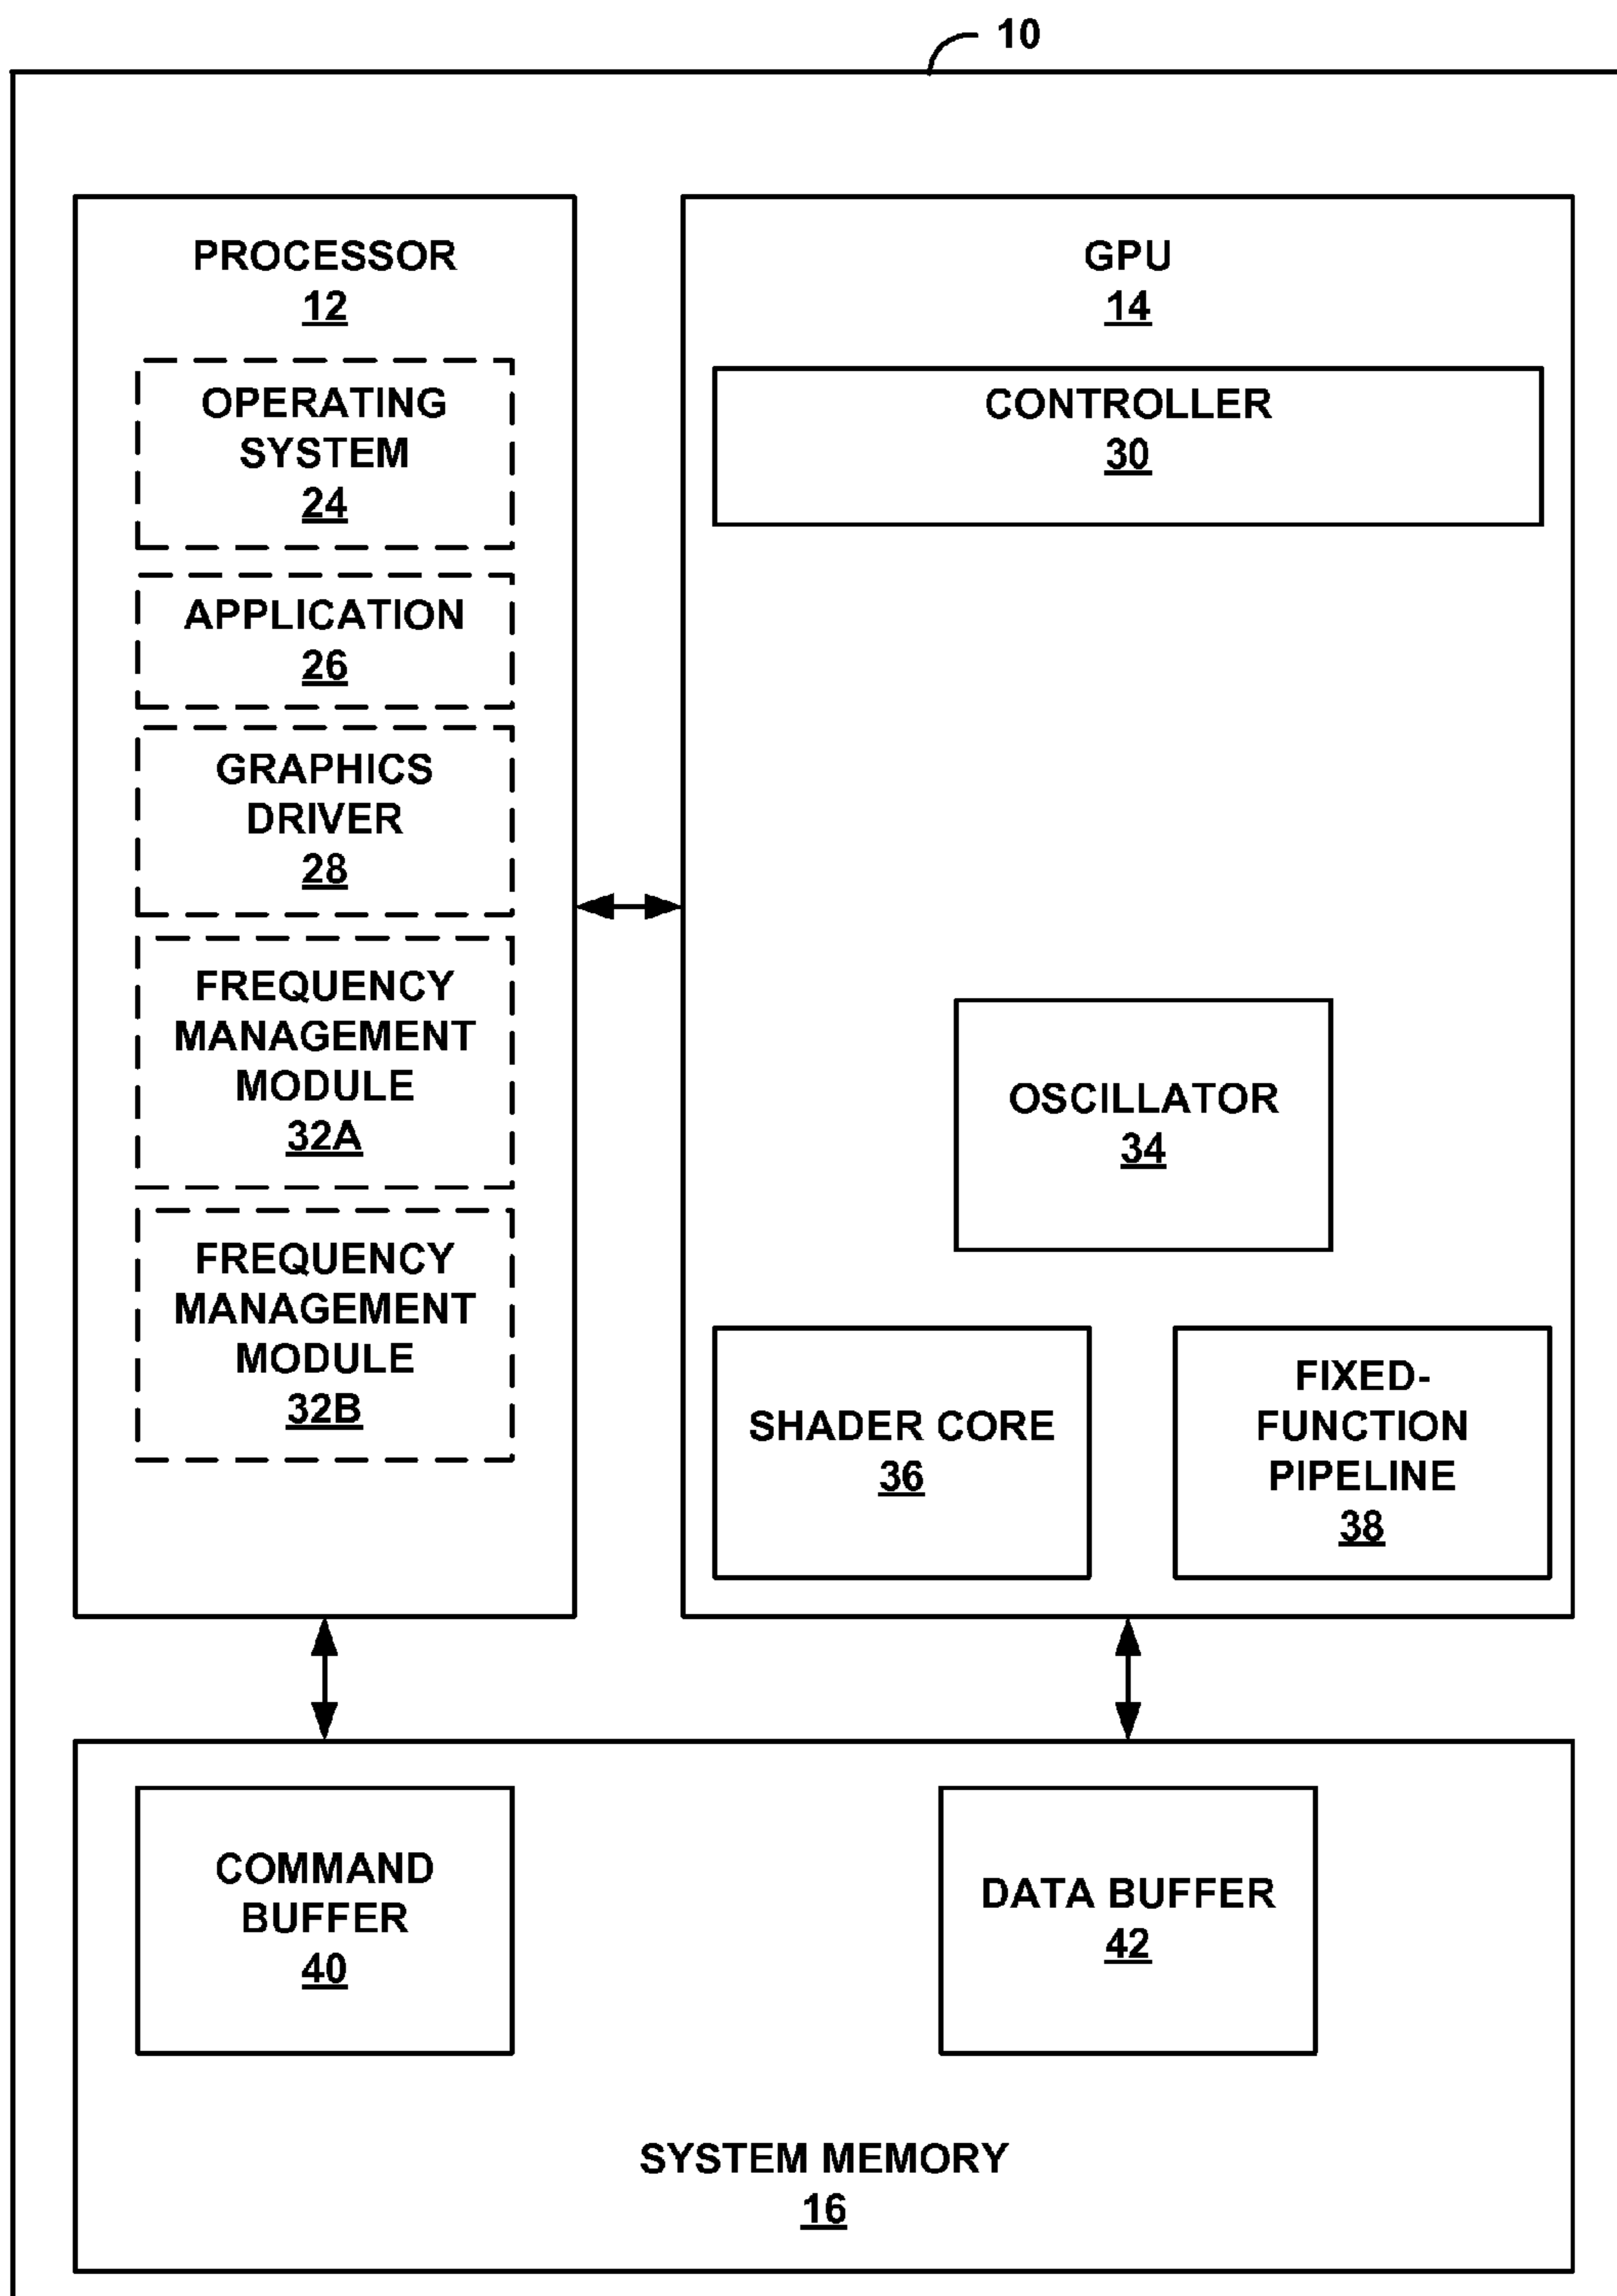 10
PROCESSOR
12
OPERATING
SYSTEM
24
APPLICATION
26
GRAPHICS
DRIVER
28
FREQUENCY
MANAGEMENT
MODULE
32A
FREQUENCY
MANAGEMENT
MODULE
32B
GPU
14
CONTROLLER
30
OSCILLATOR
34
SHADER CORE
36
FIXED-
FUNCTION
PIPELINE
38
COMMAND
BUFFER
40
DATA BUFFER
42
SYSTEM MEMORY
16